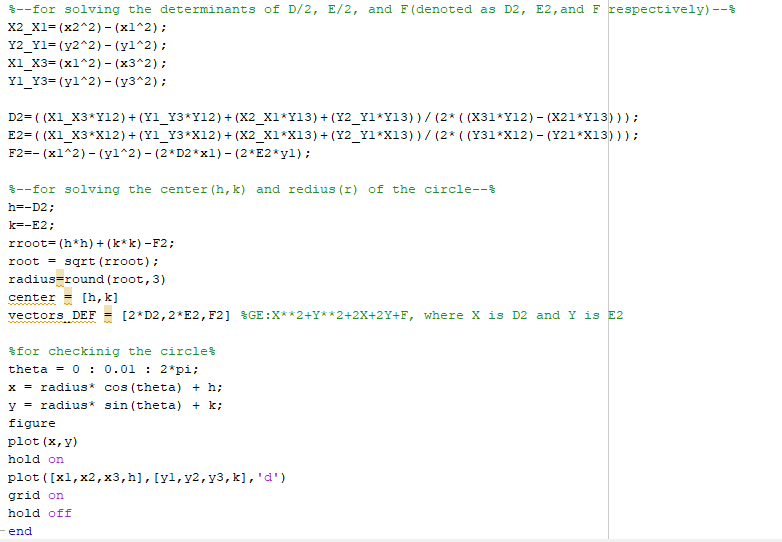 %--for solving the determinants of D/2, E/2, and F(denoted as D2, E2,and F respectively)--%
X2_X1=(x2^2)-(x1^2);
Y2_Y1=(y2^2)-(y1^2);
X1_X3=(x1^2)-(x3^2);
Y1_Y3=(y1^2)-(y3^2);
D2=((X1_X3*Y12)+(Y1_Y3*Y12)+(X2_X1*Y13)+(Y2_Y1*Y13))/(2*((X31*Y12)-(X21*Y13)));
E2=((X1_X3*X12)+(Y1_Y3*X12)+(X2_X1*X13)+(Y2_Y1*X13))/(2*((Y31*X12)-(Y21*X13)));
F2=-(x1^2)-(y1^2)-(2*D2*x1)-(2*E2*y1);
%--for solving the center(h,k) and redius(r) of the circle--%
h=-D2;
k=-E2;
rroot=(h*h)+(k*k)-F2;
root = sqrt(rroot);
radius=round(root,3)
center = [h,k]
vectors_DEF = [2*D2,2*E2,F2] %GE:X**2+Y**2+2X+2Y+F, where X is D2 and Y is E2
%for checkinig the circle%
theta = 0 : 0.01 : 2*pi;
x = radius* cos(theta) + h;
y = radius* sin(theta) + k;
figure
plot(x,y)
hold on
plot([x1,x2,x3,h],[y1,y2,y3,k],'d')
grid on
hold off
end